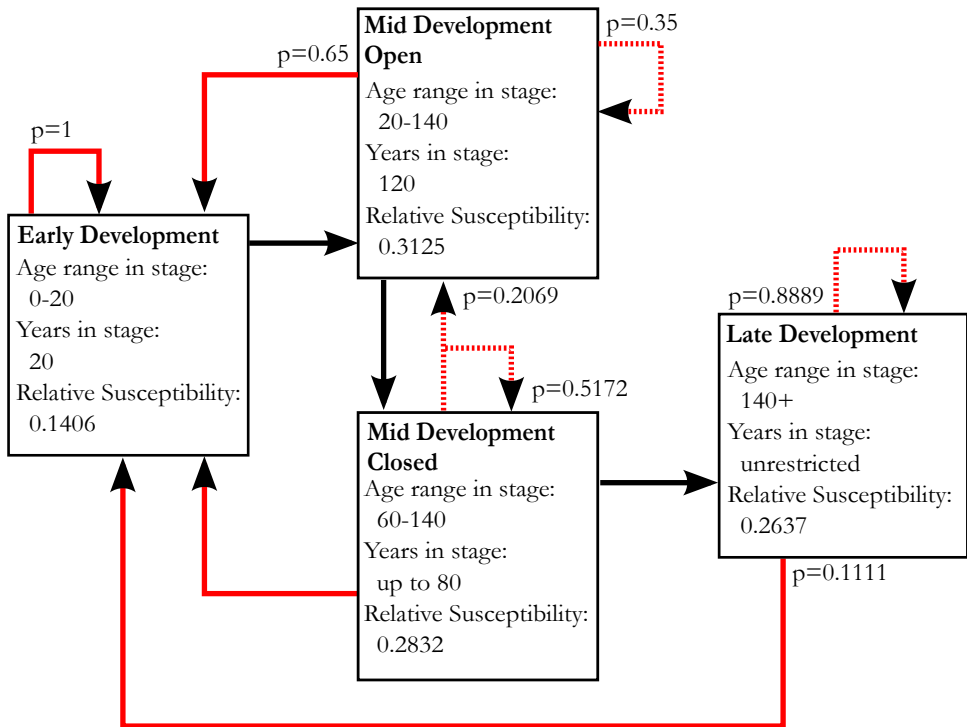 Mid Development
Open
Age range in stage:
20-140
Years in stage:
120
Relative Susceptibility:
0.3125
p=0.35
p=0.65
p=1
Early Development
Age range in stage:
0-20
Years in stage:
20
Relative Susceptibility:
0.1406
p=0.2069
p=0.5172
Mid Development
Closed
Age range in stage:
60-140
Years in stage:
up to 80
Relative Susceptibility:
0.2832
p=0.8889
Late Development
Age range in stage:
140+
Years in stage:
unrestricted
Relative Susceptibility:
0.2637
p=0.1111